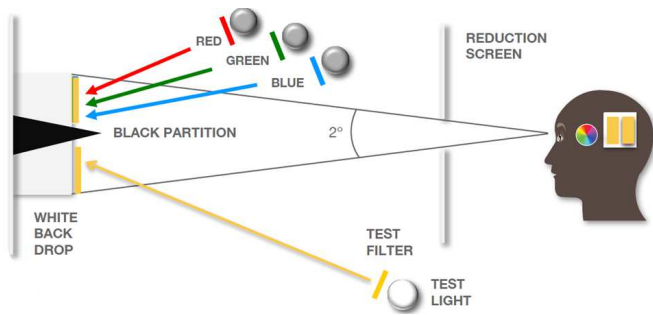 RED
GREEN
BLUE
REDUCTION
SCREEN
BLACK PARTITION
2°
WHITE
BACK
DROP
TEST
FILTER
TEST
LIGHT